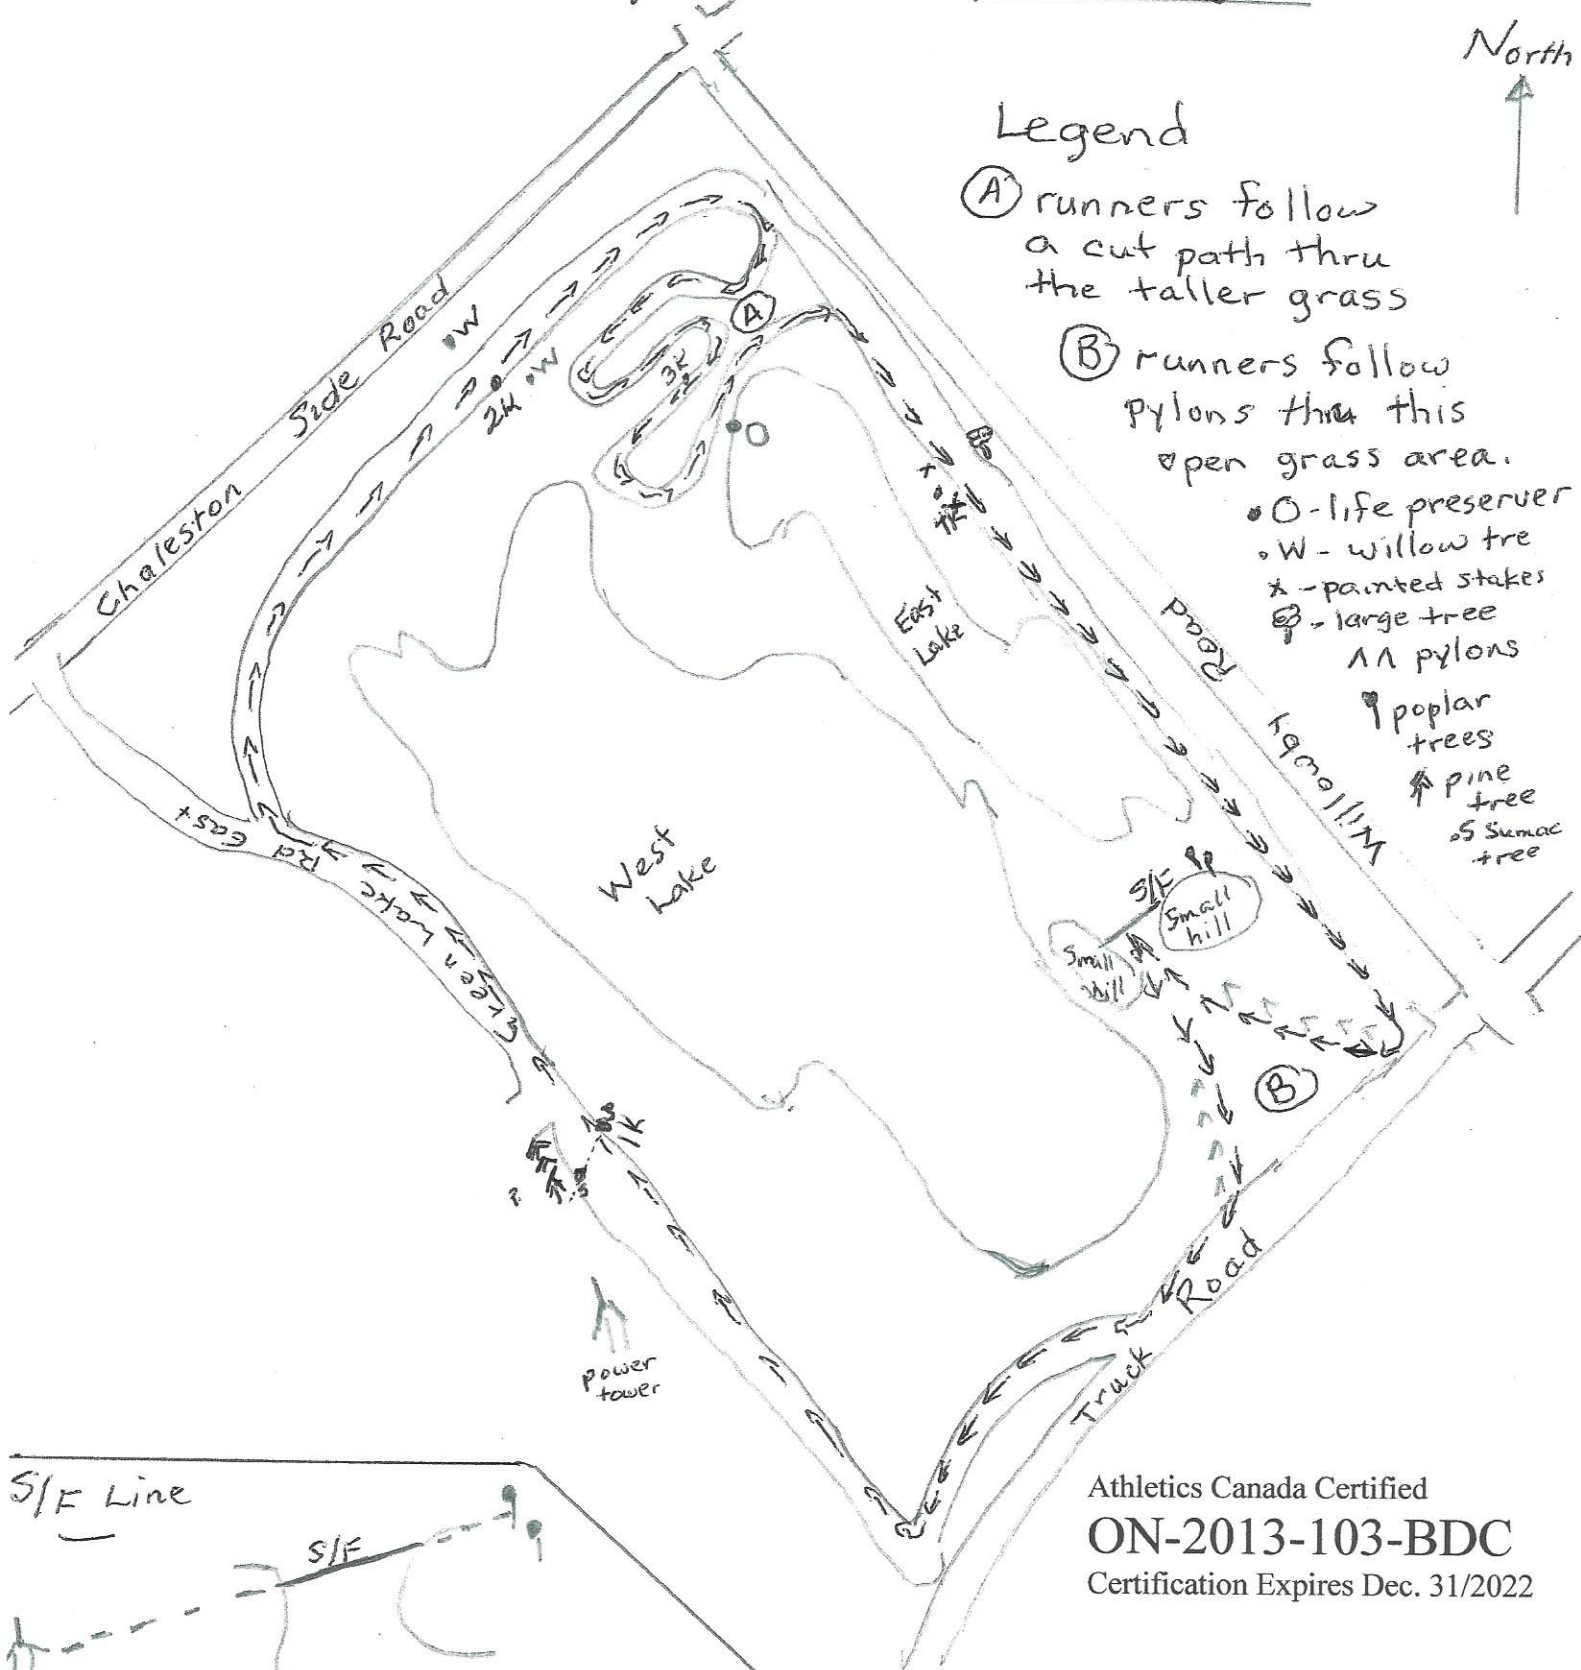 North
Legend
(A) runners follow
a cut path thru
the taller grass
(B) runners follow
pylons thru this
open grass area.
O - life preserver
W - willow tre
x - painted stakes
- large tree
ΛΛ pylons
poplar
trees
pine
tree
S Sumac
tree
Chaleston Side Road
W
W
2K
A
3K
O
East
Lake
Willoughby Road
West
Lake
Green Lake Rd East
S/F
Small
hill
Small
hill
B
S
1K
S
power
tower
Truck Road
S/F Line
S/F
Athletics Canada Certified
ON-2013-103-BDC
Certification Expires Dec. 31/2022